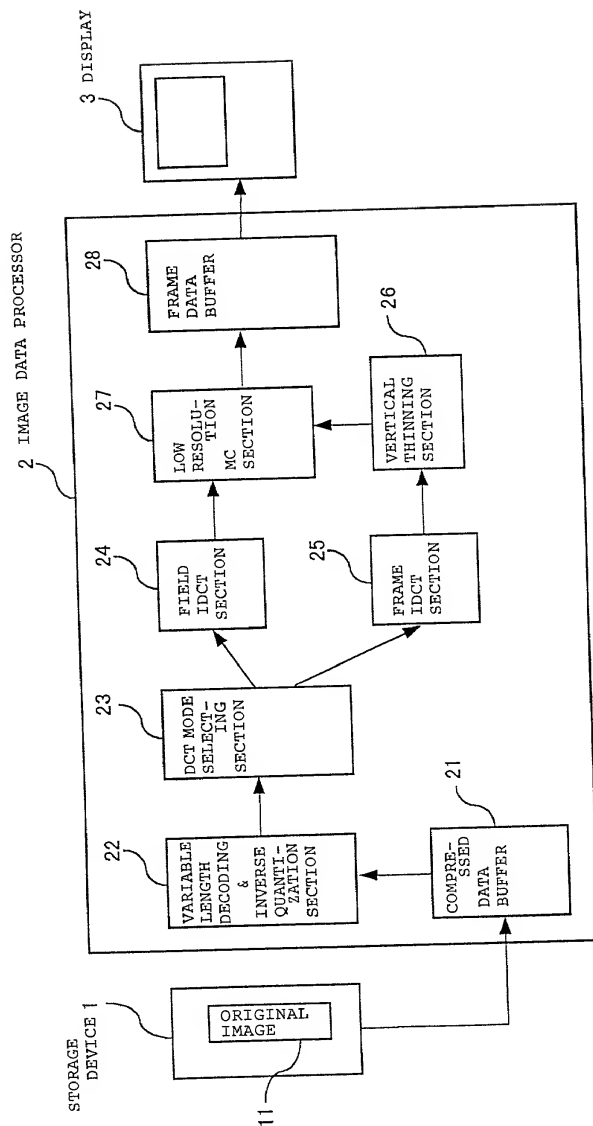 STORAGE
DEVICE 1
ORIGINAL
IMAGE
11
2 IMAGE DATA PROCESSOR
22
VARIABLE
LENGTH
DECODING
&
INVERSE
QUANTI-
ZATION
SECTION
21
COMPRE-
SSED
DATA
BUFFER
23
DCT MODE
SELECT-
ING
SECTION
24
FIELD
IDCT
SECTION
25
FRAME
IDCT
SECTION
27
LOW
RESOLU-
TION
MC
SECTION
26
VERTICAL
THINNING
SECTION
28
FRAME
DATA
BUFFER
3 DISPLAY